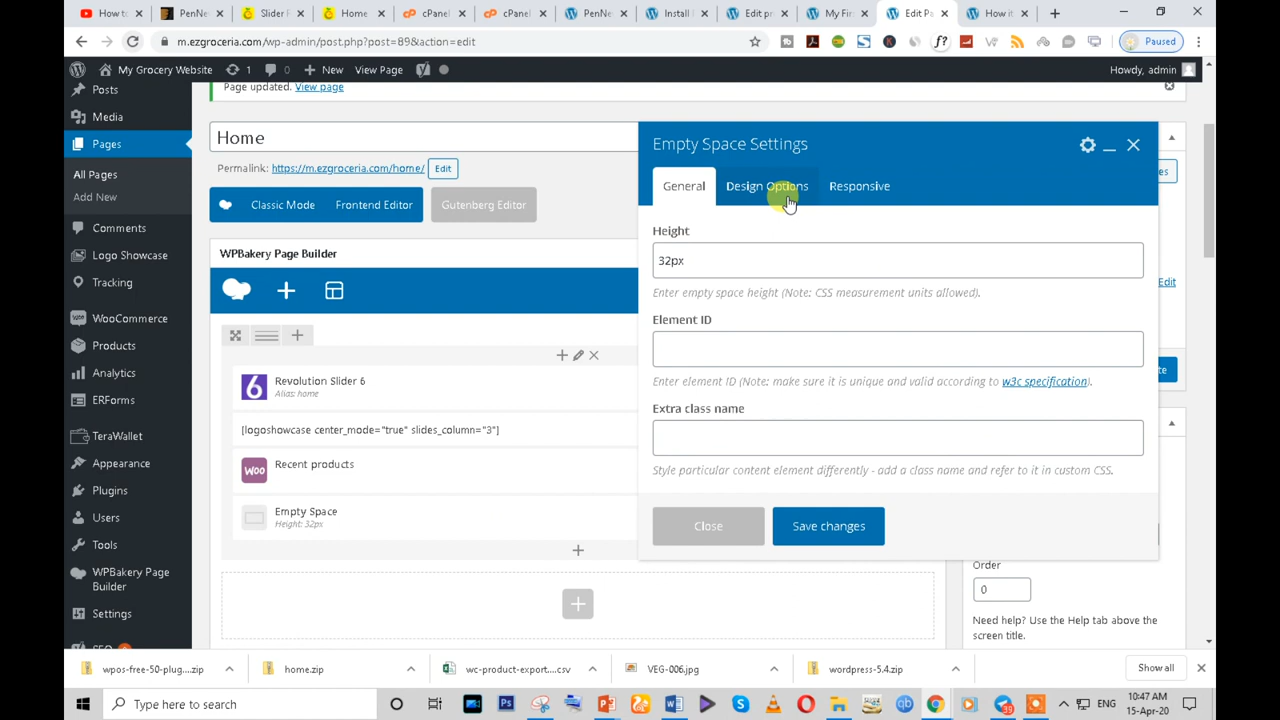 How to
PenNe
Slider F
Home
cPanel
cPanel
PenNe
Install I
Edit pr
My Fir
Edit Pa
How it
m.ezgroceria.com/wp-admin/post.php?post=89&action=edit
Paused
My Grocery Website
1
0
New
View Page
Howdy, admin
Posts
Media
Pages
All Pages
Add New
Comments
Logo Showcase
Tracking
WooCommerce
Products
Analytics
ERForms
TeraWallet
Appearance
Plugins
Users
Tools
WPBakery Page
Builder
Settings
Page updated. View page
Home
Permalink: https://m.ezgroceria.com/home/ Edit
Classic Mode
Frontend Editor
Gutenberg Editor
WPBakery Page Builder
Revolution Slider 6
Alias: home
[logoshowcase center_mode="true" slides_column="3"]
Recent products
Empty Space
Height: 32px
Empty Space Settings
General
Design Options
Responsive
Height
32px
Enter empty space height (Note: CSS measurement units allowed).
Element ID
Enter element ID (Note: make sure it is unique and valid according to w3c specification).
Extra class name
Style particular content element differently - add a class name and refer to it in custom CSS.
Close
Save changes
Edit
Order
0
Need help? Use the Help tab above the
screen title.
wpos-free-50-plug....zip
home.zip
wc-product-export....csv
VEG-006.jpg
wordpress-5.4.zip
Show all
Type here to search
ENG
10:47 AM
15-Apr-20